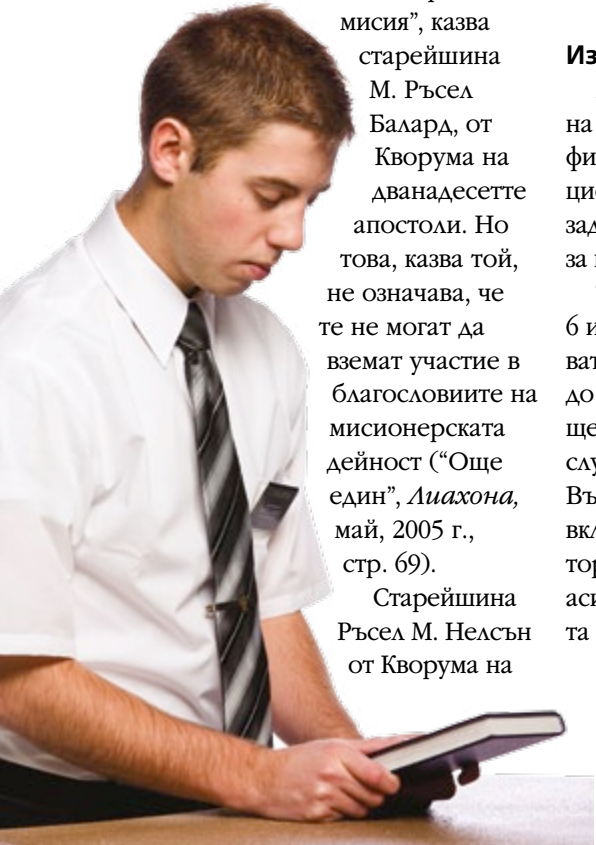 мисия”, казва
старейшина
М. Ръсел
Балард, от
Кворума на
дванадесетте
апостоли. Но
това, казва той,
не означава, че
те не могат да
вземат участие в
благословиите на
мисионерската
дейност (“Още
един”, Лиахона,
май, 2005 г.,
стр. 69).
Старейшина
Ръсел М. Нелсън
от Кворума на
Из
на
фи
зад
за
6 и
ват
до
ще
слу
Въ
вкл
тор
аси
та